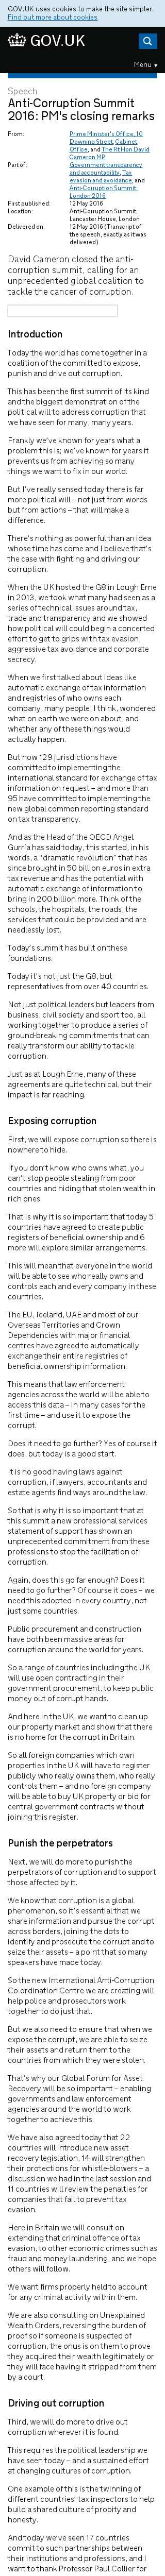 GOV.UK uses cookies to make the site simpler.
Find out more about cookies
GOV.UK
Menu ▾
Speech
Anti-Corruption Summit
2016: PM's closing remarks
From: Prime Minister's Office, 10
Downing Street, Cabinet
Office, and The Rt Hon David
Cameron MP
Part of: Government transparency
and accountability, Tax
evasion and avoidance, and
Anti-Corruption Summit:
London 2016
First published: 12 May 2016
Location: Anti-Corruption Summit,
Lancaster House, London
Delivered on: 12 May 2016 (Transcript of
the speech, exactly as it was
delivered)
David Cameron closed the anti-
corruption summit, calling for an
unprecedented global coalition to
tackle the cancer of corruption.
Introduction
Today the world has come together in a
coalition of the committed to expose,
punish and drive out corruption.
This has been the first summit of its kind
and the biggest demonstration of the
political will to address corruption that
we have seen for many, many years.
Frankly we've known for years what a
problem this is; we've known for years it
prevents us from achieving so many
things we want to fix in our world.
But I've really sensed today there is far
more political will – not just from words
but from actions – that will make a
difference.
There's nothing as powerful than an idea
whose time has come and I believe that's
the case with fighting and driving our
corruption.
When the UK hosted the G8 in Lough Erne
in 2013, we took what many had seen as a
series of technical issues around tax,
trade and transparency and we showed
how political will could begin a concerted
effort to get to grips with tax evasion,
aggressive tax avoidance and corporate
secrecy.
When we first talked about ideas like
automatic exchange of tax information
and registries of who owns each
company, many people, I think, wondered
what on earth we were on about, and
whether any of these things would
actually happen.
But now 129 jurisdictions have
committed to implementing the
international standard for exchange of tax
information on request – and more than
95 have committed to implementing the
new global common reporting standard
on tax transparency.
And as the Head of the OECD Angel
Gurria has said today, this started, in his
words, a "dramatic revolution" that has
since brought in 50 billion euros in extra
tax revenue and has the potential with
automatic exchange of information to
bring in 200 billion more. Think of the
schools, the hospitals, the roads, the
services that could be provided and are
needlessly lost.
Today's summit has built on these
foundations.
Today it's not just the G8, but
representatives from over 40 countries.
Not just political leaders but leaders from
business, civil society and sport too, all
working together to produce a series of
ground-breaking commitments that can
really transform our ability to tackle
corruption.
Just as at Lough Erne, many of these
agreements are quite technical, but their
impact is far reaching.
Exposing corruption
First, we will expose corruption so there is
nowhere to hide.
If you don't know who owns what, you
can't stop people stealing from poor
countries and hiding that stolen wealth in
rich ones.
That is why it is so important that today 5
countries have agreed to create public
registers of beneficial ownership and 6
more will explore similar arrangements.
This will mean that everyone in the world
will be able to see who really owns and
controls each and every company in these
countries.
The EU, Iceland, UAE and most of our
Overseas Territories and Crown
Dependencies with major financial
centres have agreed to automatically
exchange their entire registries of
beneficial ownership information.
This means that law enforcement
agencies across the world will be able to
access this data – in many cases for the
first time – and use it to expose the
corrupt.
Does it need to go further? Yes of course it
does, but today is a good start.
It is no good having laws against
corruption, if lawyers, accountants and
estate agents find ways around the law.
So that is why it is so important that at
this summit a new professional services
statement of support has shown an
unprecedented commitment from these
professions to stop the facilitation of
corruption.
Again, does this go far enough? Does it
need to go further? Of course it does – we
need this adopted in every country, not
just some countries.
Public procurement and construction
have both been massive areas for
corruption around the world for years.
So a range of countries including the UK
will use open contracting in their
government procurement, to keep public
money out of corrupt hands.
And here in the UK, we want to clean up
our property market and show that there
is no home for the corrupt in Britain.
So all foreign companies which own
properties in the UK will have to register
publicly who really owns them, who really
controls them – and no foreign company
will be able to buy UK property or bid for
central government contracts without
joining this register.
Punish the perpetrators
Next, we will do more to punish the
perpetrators of corruption and to support
those affected by it.
We know that corruption is a global
phenomenon, so it's essential that we
share information and pursue the corrupt
across borders, joining the dots to
identify and prosecute the corrupt and to
seize their assets – a point that so many
speakers have made today.
So the new International Anti-Corruption
Co-ordination Centre we are creating will
help police and prosecutors work
together to do just that.
But we also need to ensure that when we
expose the corrupt, we are able to seize
their assets and return them to the
countries from which they were stolen.
That's why our Global Forum for Asset
Recovery will be so important – enabling
governments and law enforcement
agencies around the world to work
together to achieve this.
We have also agreed today that 22
countries will introduce new asset
recovery legislation, 14 will strengthen
their protections for whistle-blowers – a
discussion we had in the last session and
11 countries will review the penalties for
companies that fail to prevent tax
evasion.
Here in Britain we will consult on
extending that criminal offence of tax
evasion, to other economic crimes such as
fraud and money laundering, and we hope
others will follow.
We want firms properly held to account
for any criminal activity within them.
We are also consulting on Unexplained
Wealth Orders, reversing the burden of
proof so if someone is suspected of
corruption, the onus is on them to prove
they acquired their wealth legitimately or
they will face having it stripped from them
by a court.
Driving out corruption
Third, we will do more to drive out
corruption wherever it is found.
This requires the political leadership we
have seen today – and a sustained effort
at changing cultures of corruption.
One example of this is the twinning of
different countries' tax inspectors to help
build a shared culture of probity and
honesty.
And today we've seen 17 countries
commit to such partnerships between
their institutions and professions, and I
want to thank Professor Paul Collier for